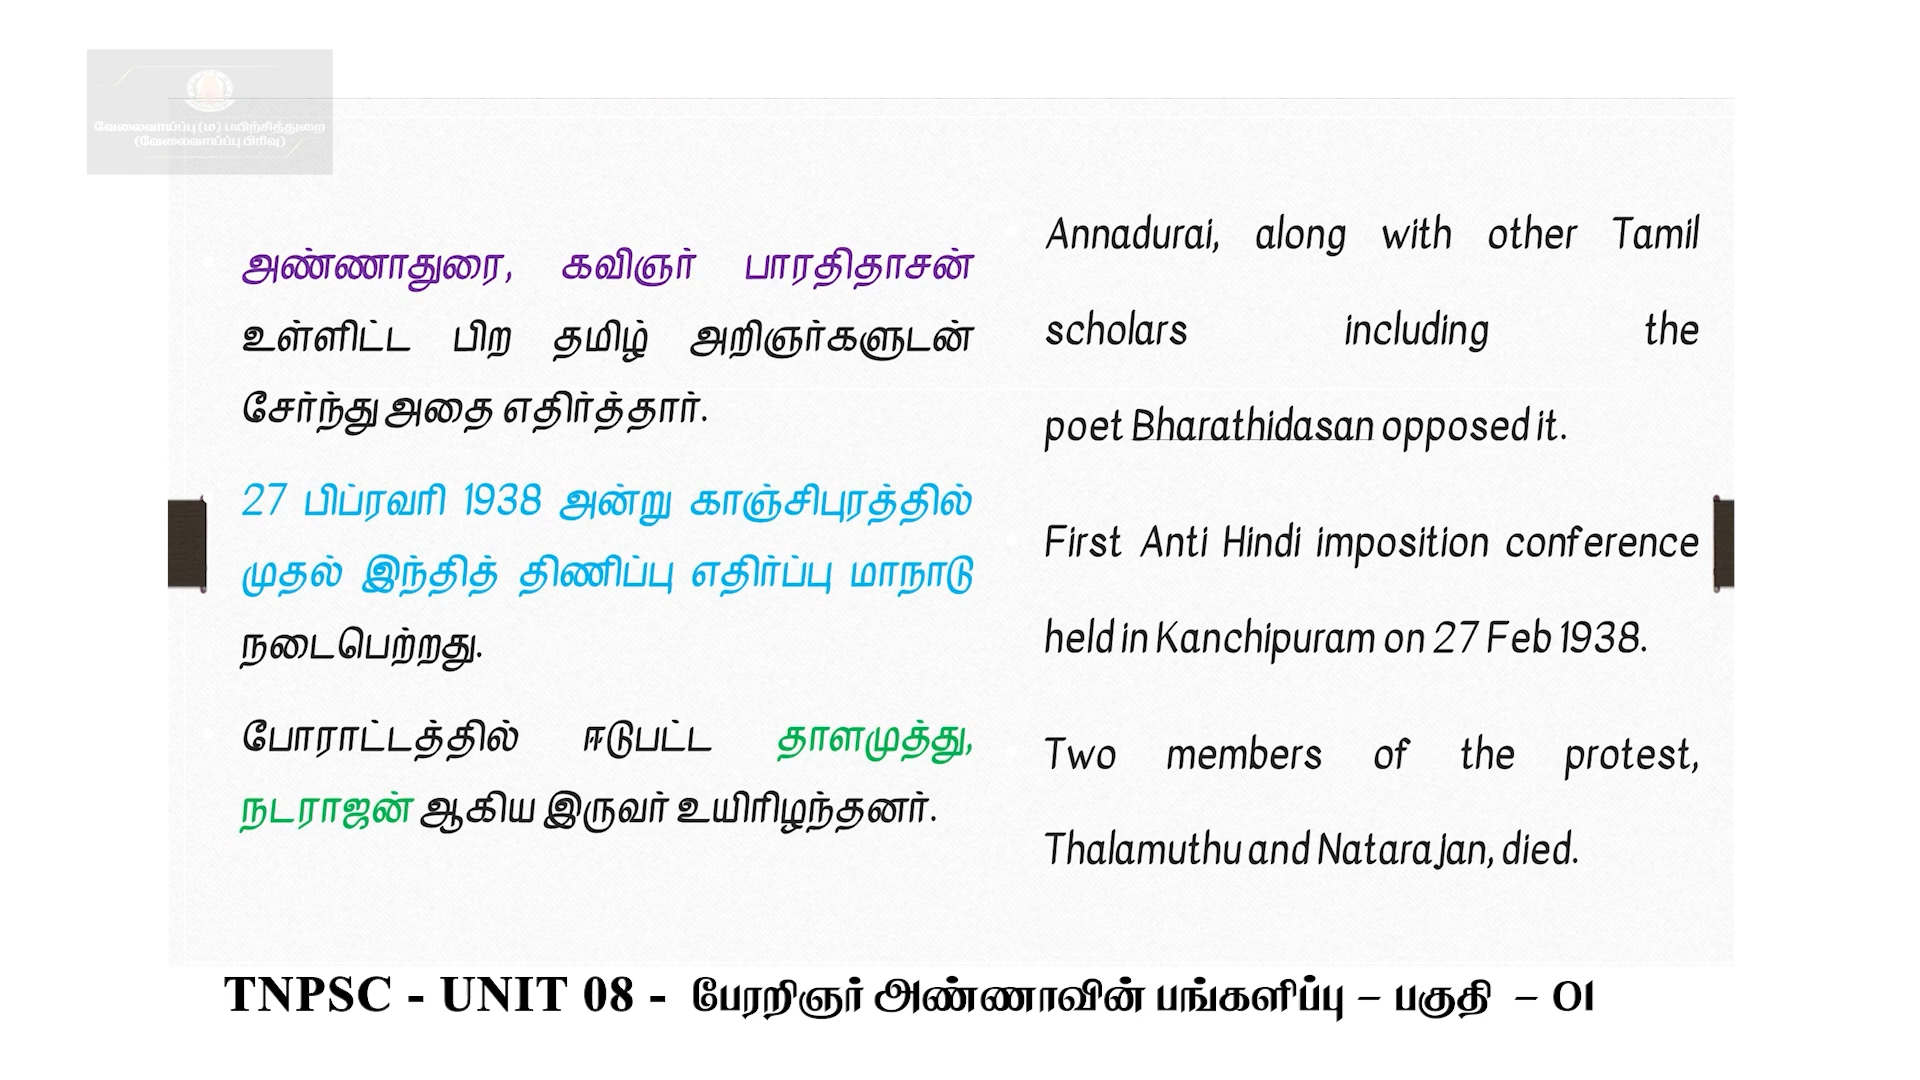 வேலைவாய்ப்பு (ம) பயிற்சித்துறை
(வேலைவாய்ப்பு பிரிவு)
அண்ணாதுரை, கவிஞர் பாரதிதாசன்
உள்ளிட்ட பிற தமிழ் அறிஞர்களுடன்
சேர்ந்து அதை எதிர்த்தார்.
27 பிப்ரவரி 1938 அன்று காஞ்சிபுரத்தில்
முதல் இந்தித் திணிப்பு எதிர்ப்பு மாநாடு
நடைபெற்றது.
போராட்டத்தில் ஈடுபட்ட தாளமுத்து,
நடராஜன் ஆகிய இருவர் உயிரிழந்தனர்.
Annadurai, along with other Tamil
scholars including the
poet Bharathidasan opposed it.
First Anti Hindi imposition conference
held in Kanchipuram on 27 Feb 1938.
Two members of the protest,
Thalamuthu and Natarajan, died.
TNPSC - UNIT 08 - பேரறிஞர் அண்ணாவின் பங்களிப்பு – பகுதி – 01